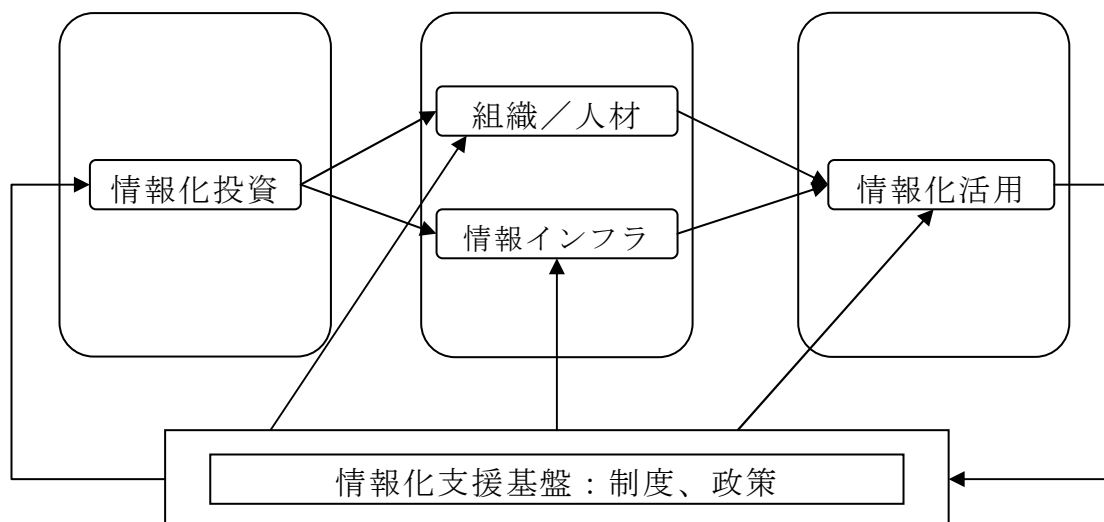 組織／人材
情報化投資
情報化活用
情報インフラ
情報化支援基盤：制度、政策